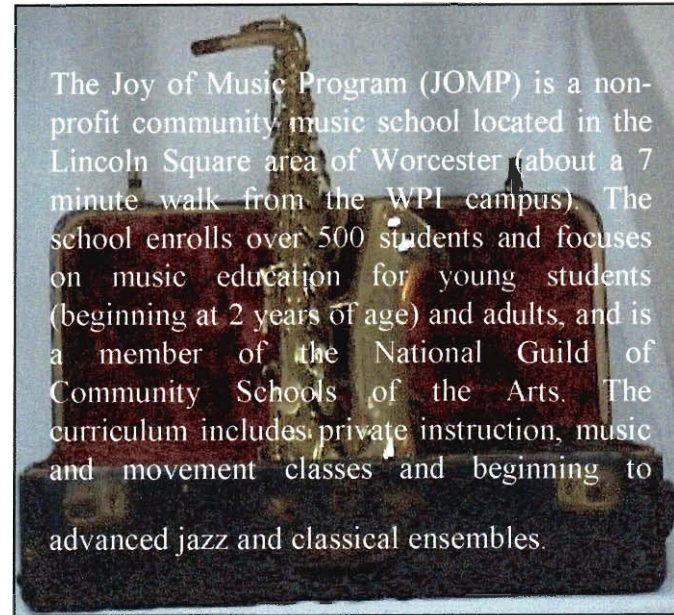 The Joy of Music Program (JOMP) is a non-
profit community music school located in the
Lincoln Square area of Worcester (about a 7
minute walk from the WPI campus). The
school enrolls over 500 students and focuses
on music education for young students
(beginning at 2 years of age) and adults, and is
a member of the National Guild of
Community Schools of the Arts. The
curriculum includes private instruction, music
and movement classes and beginning to
advanced jazz and classical ensembles.